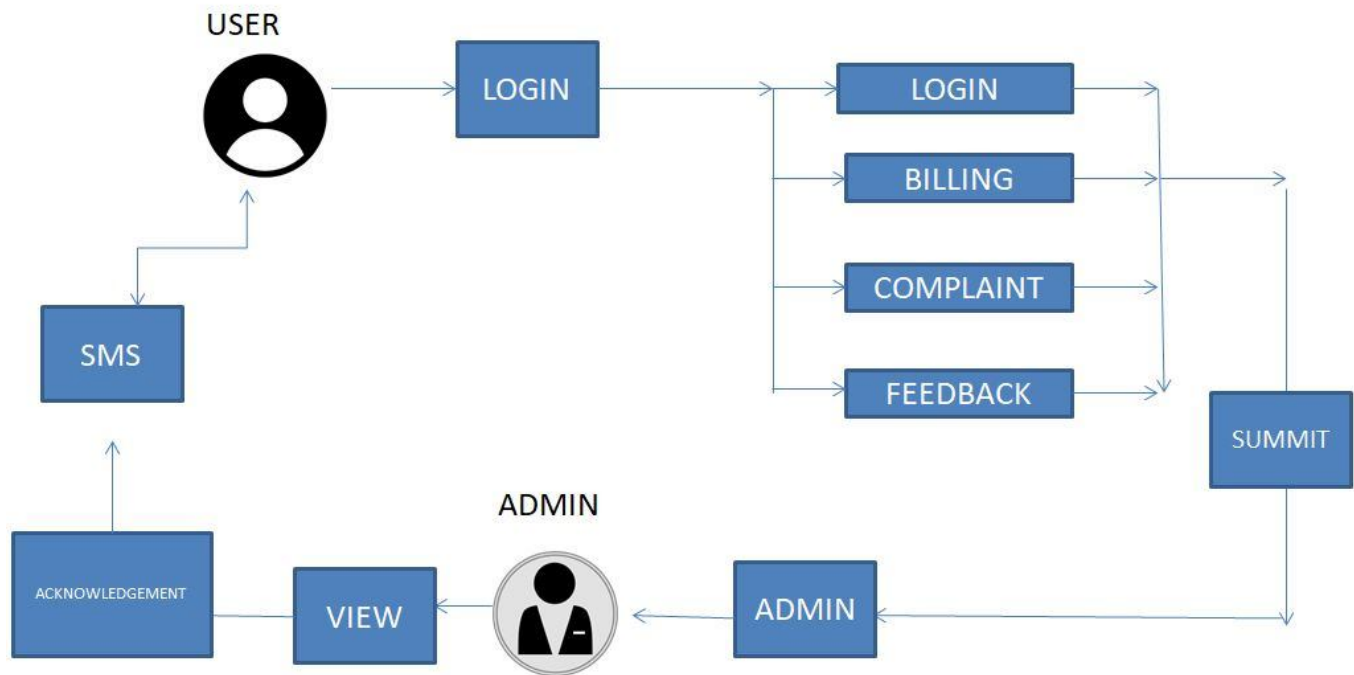 USER
LOGIN
LOGIN
BILLING
COMPLAINT
FEEDBACK
SMS
SUMMIT
ADMIN
ADMIN
VIEW
ACKNOWLEDGEMENT